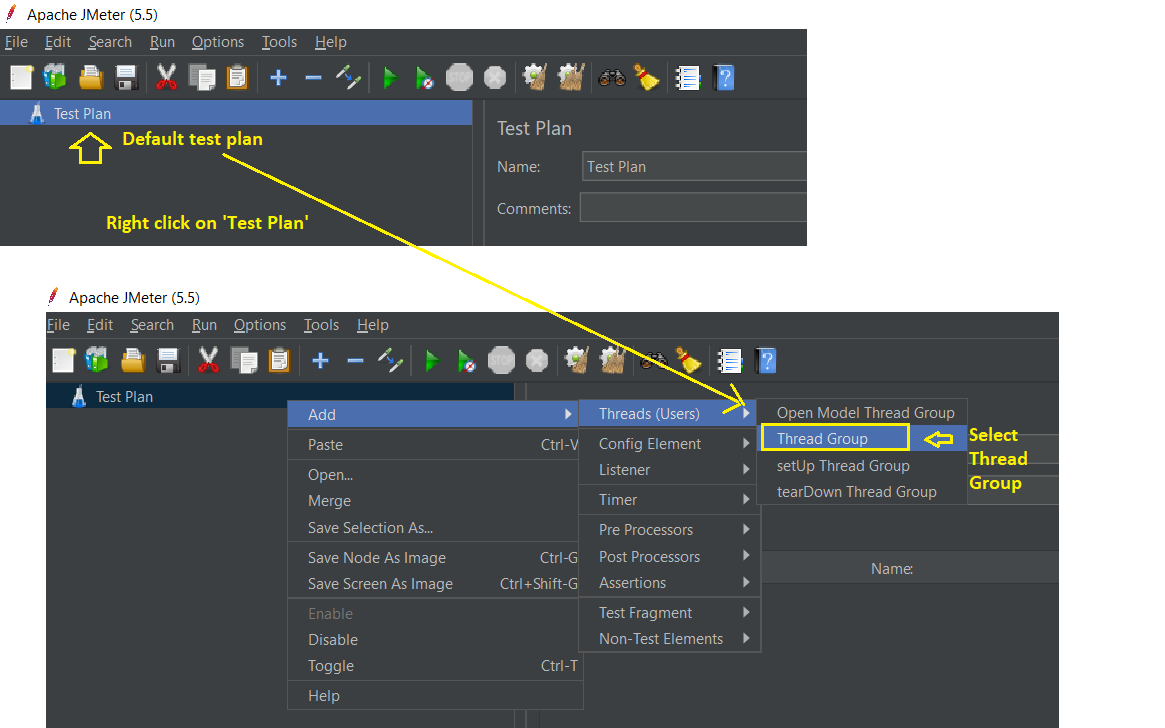 Apache JMeter (5.5)
File Edit Search Run Options Tools Help
STOP
Test Plan
Default test plan
Right click on 'Test Plan'
Test Plan
Name: Test Plan
Comments:
Apache JMeter (5.5)
File Edit Search Run Options Tools Help
STOP
Test Plan
Add
Paste Ctrl-V
Open...
Merge
Save Selection As...
Save Node As Image Ctrl-G
Save Screen As Image Ctrl+Shift-G
Enable
Disable
Toggle Ctrl-T
Help
Threads (Users)
Config Element
Listener
Timer
Pre Processors
Post Processors
Assertions
Test Fragment
Non-Test Elements
Open Model Thread Group
Thread Group
setUp Thread Group
tearDown Thread Group
Select
Thread
Group
Name: